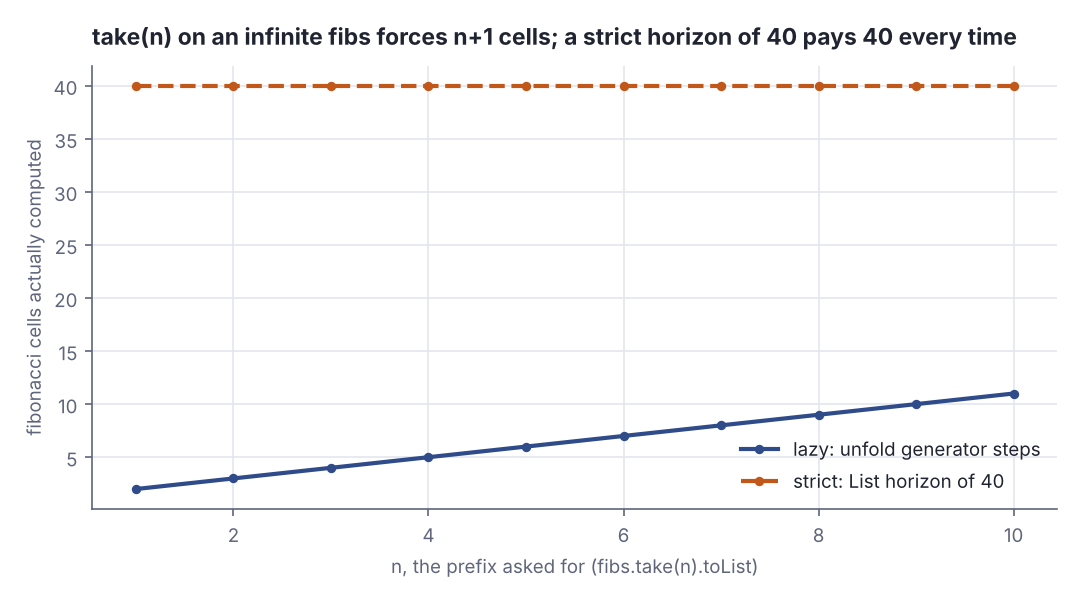 take(n) on an infinite fibs forces n+1 cells; a strict horizon of 40 pays 40 every time
fibonacci cells actually computed
40
35
30
25
20
15
10
5
lazy: unfold generator steps
strict: List horizon of 40
2
4
6
8
10
n, the prefix asked for (fibs.take(n).toList)